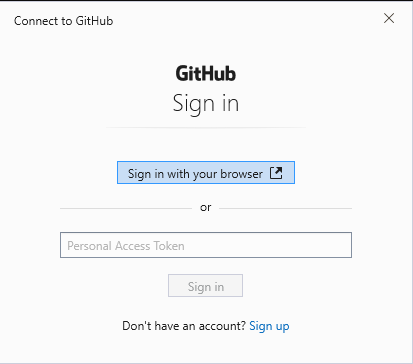 Connect to GitHub
GitHub
Sign in
Sign in with your browser
or
Personal Access Token
Sign in
Don't have an account? Sign up